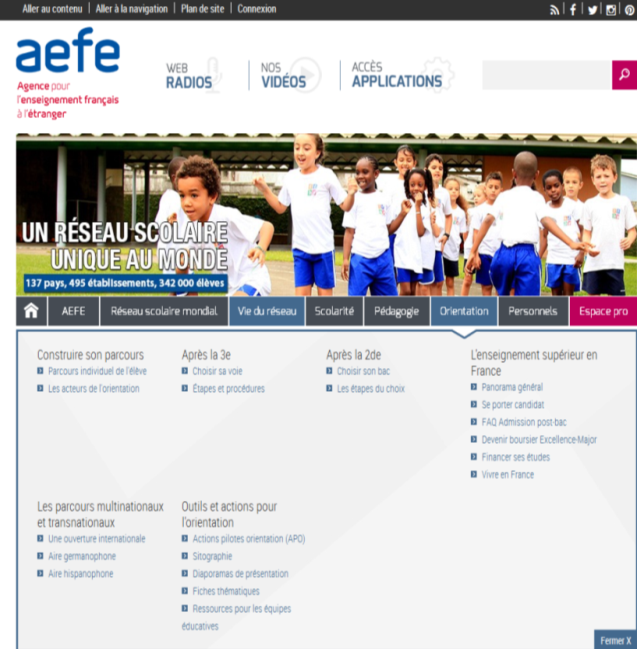 Aller au contenu | Aller à la navigation | Plan de site | Connexion
aefe
Agence pour
l'enseignement français
à l'étranger
WEB
RADIOS
NOS
VIDÉOS
ACCÈS
APPLICATIONS
UN RÉSEAU SCOLAIRE
UNIQUE AU MONDE
137 pays, 495 établissements, 342 000 élèves
AEFE Réseau scolaire mondial Vie du réseau Scolarité Pédagogie Orientation Personnels Espace pro
Construire son parcours
Parcours individuel de l'élève
Les acteurs de l'orientation
Après la 3e
Choisir sa voie
Étapes et procédures
Après la 2de
Choisir son bac
Les étapes du choix
L'enseignement supérieur en
France
Panorama général
Se porter candidat
FAQ Admission post-bac
Devenir boursier Excellence-Major
Financer ses études
Vivre en France
Les parcours multinationaux
et transnationaux
Une ouverture internationale
Aire germanophone
Aire hispanophone
Outils et actions pour
l'orientation
Actions pilotes orientation (APO)
Sitographie
Diaporamas de présentation
Fiches thématiques
Ressources pour les équipes
éducatives
Fermer X